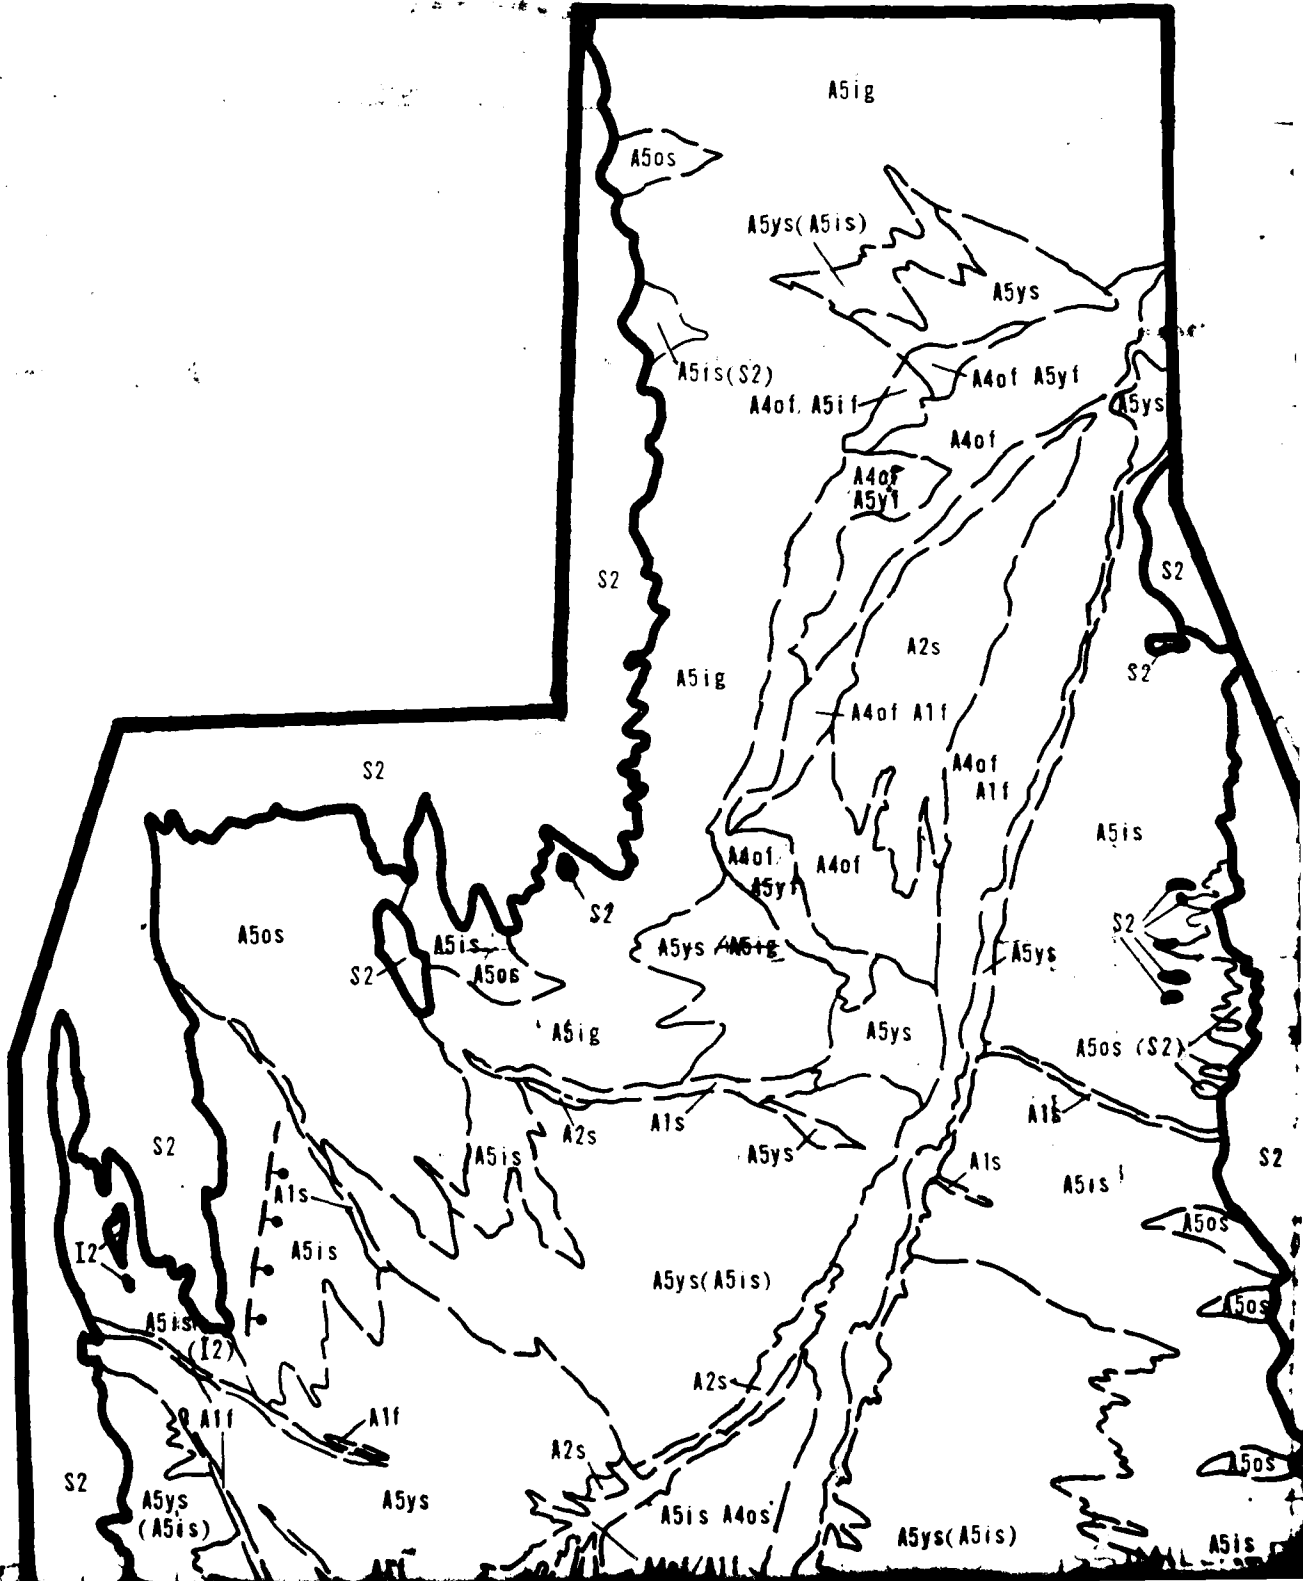 A5ig
A5os
A5ys(A5is)
A5ys
A5is(S2)
A4of A5yf
A4of, A5if
A5ys
A4of
A4of
A5yf
S2
S2
A2s
S2
A5ig
A4of A1f
A4of
A1f
S2
A5is
A4of
A5yf
A4of
S2
S2
A5os
A5is
A5os
S2
A5ys
A5ys
A5ig
A5ys
A5os (S2)
A2s
A1s
A1s
S2
A5is
A5ys
A1s
A5is
S2
A1s
A5os
I2
A5is
A5ys(A5is)
A5os
A5is
(I2)
A2s
A1f
A1f
A2s
S2
A5os
A5ys
(A5is)
A5ys
A5is A4os
A5ys(A5is)
A5is